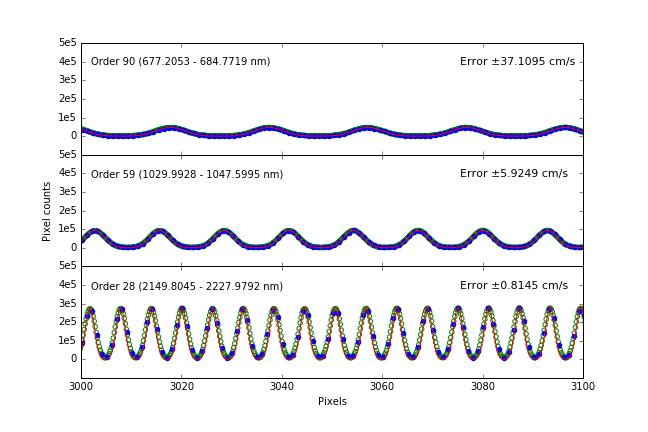 5e5
4e5
3e5
2e5
1e5
0
Order 90 (677.2053 - 684.7719 nm)
Error ±37.1095 cm/s
5e5
4e5
3e5
2e5
1e5
0
Order 59 (1029.9928 - 1047.5995 nm)
Error ±5.9249 cm/s
Pixel counts
5e5
4e5
3e5
2e5
1e5
0
Order 28 (2149.8045 - 2227.9792 nm)
Error ±0.8145 cm/s
3000 3020 3040 3060 3080 3100
Pixels